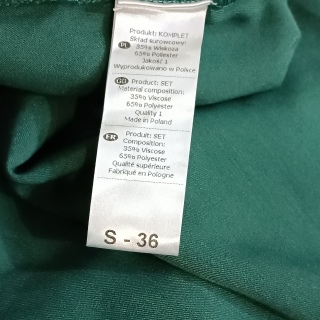 Produkt: KOMPLET
Skład surowcowy:
PL 35% Wiskoza
65% Poliester
Jakość 1
Wyprodukowano w Polsce
GB Product: SET
Material composition:
35% Viscose
65% Polyester
Quality 1
Made in Poland
FR Produkt: SET
Composition:
35% Viscose
65% Polyester
Qualité supérieure
Fabriqué en Pologne
S - 36